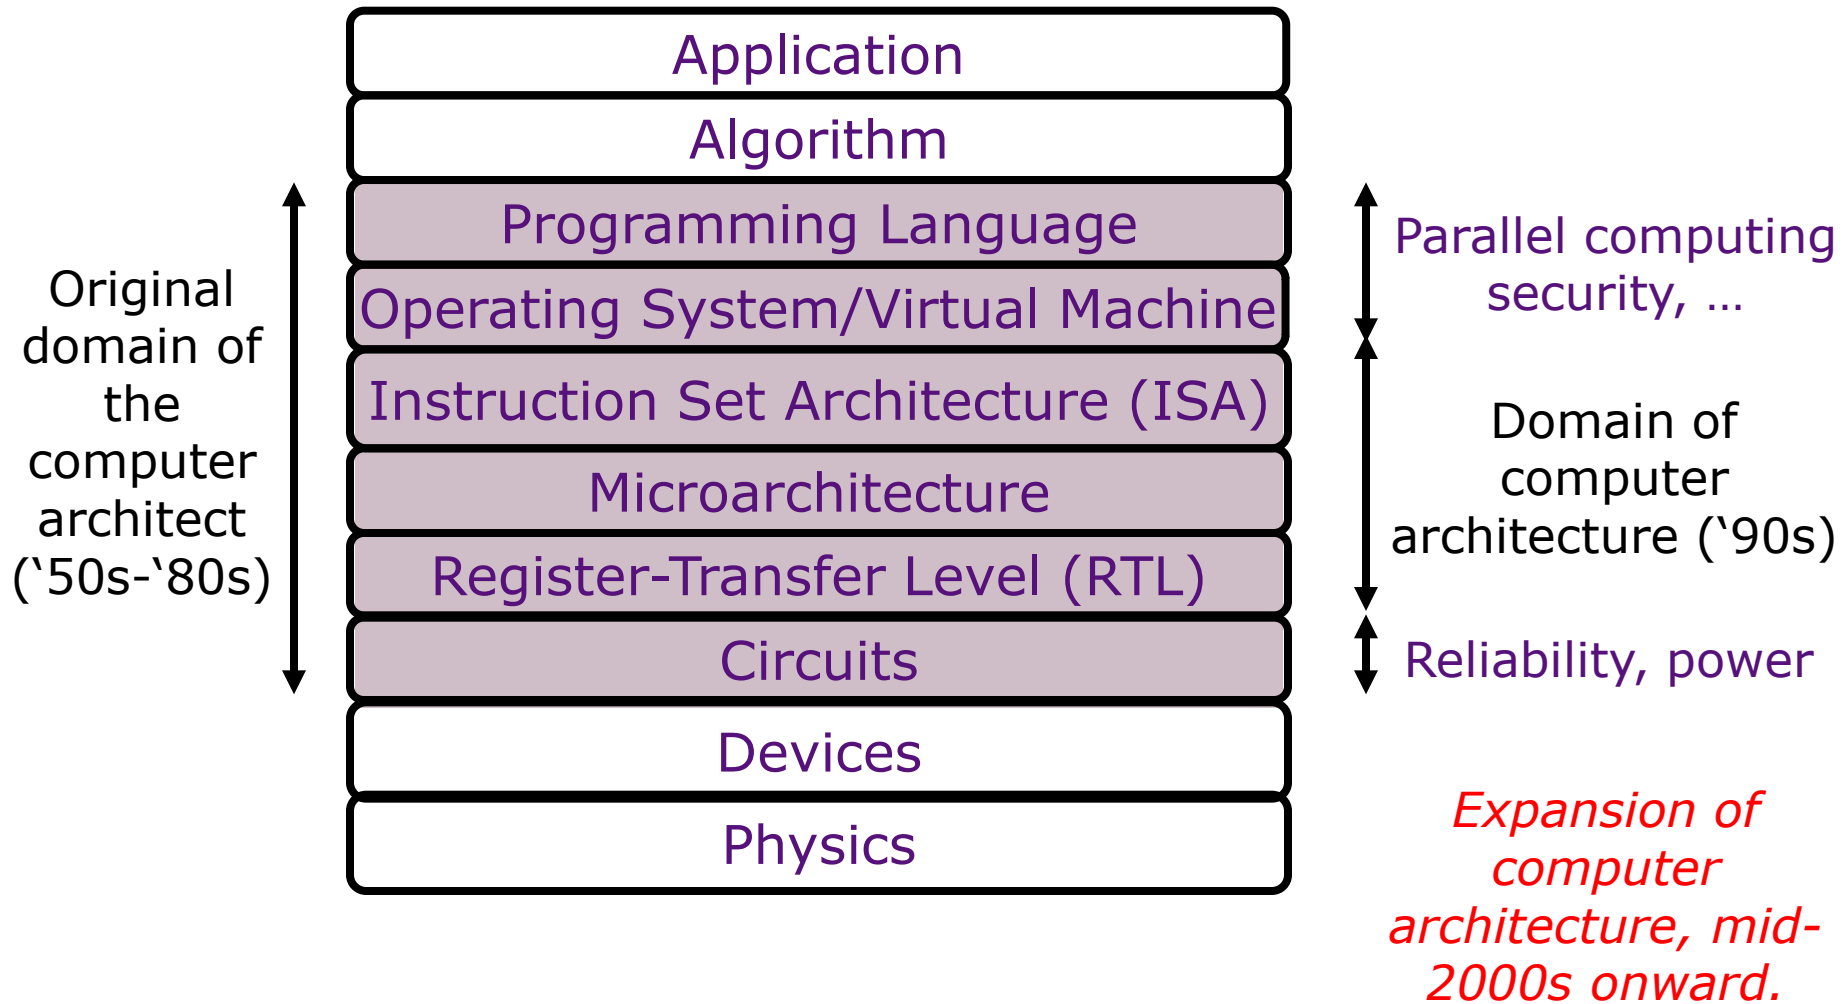 Application
Algorithm
Programming Language
Operating System/Virtual Machine
Instruction Set Architecture (ISA)
Microarchitecture
Register-Transfer Level (RTL)
Circuits
Devices
Physics
Original
domain of
the
computer
architect
(‘50s-‘80s)
Parallel computing
security, …
Domain of
computer
architecture (‘90s)
Reliability, power
Expansion of
computer
architecture, mid-
2000s onward.